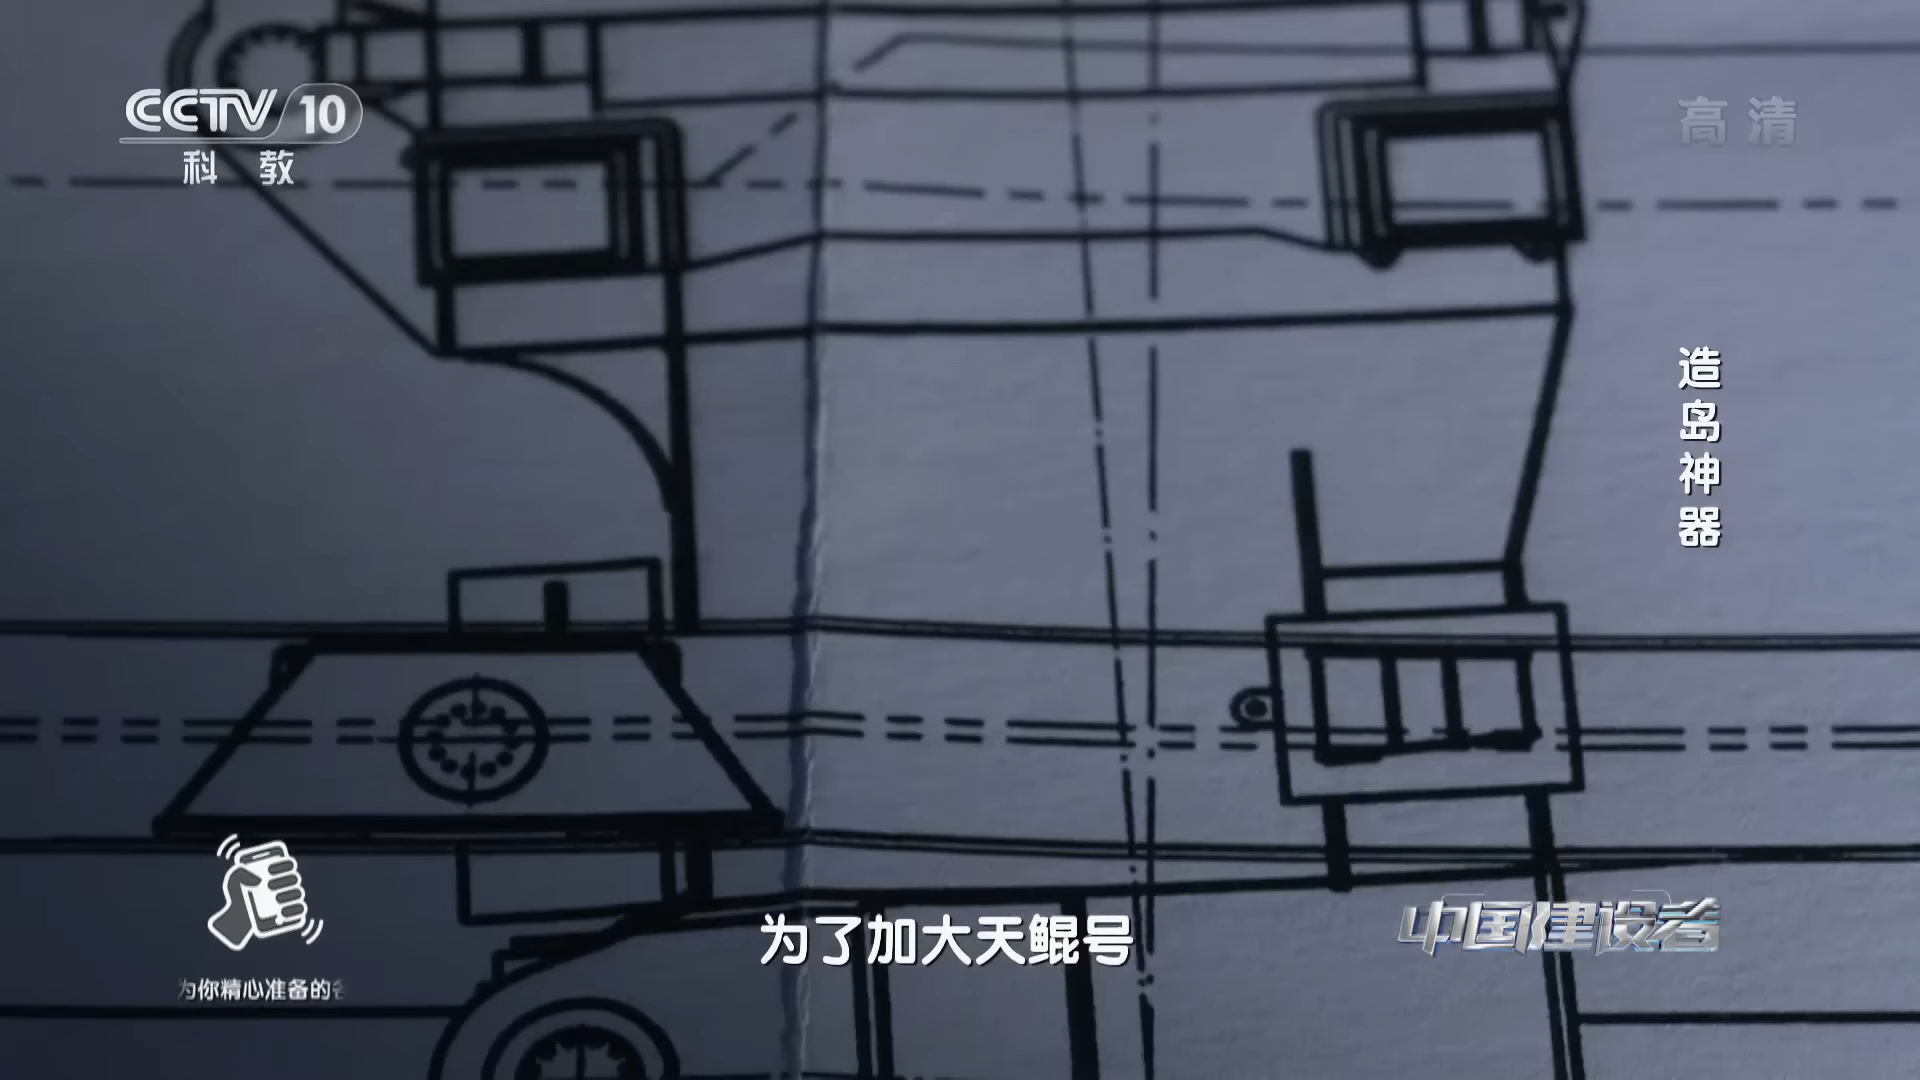 CCTV 10
科 教
高 清
造岛神器
中国建设者
为了加大天鲲号
为你精心准备的